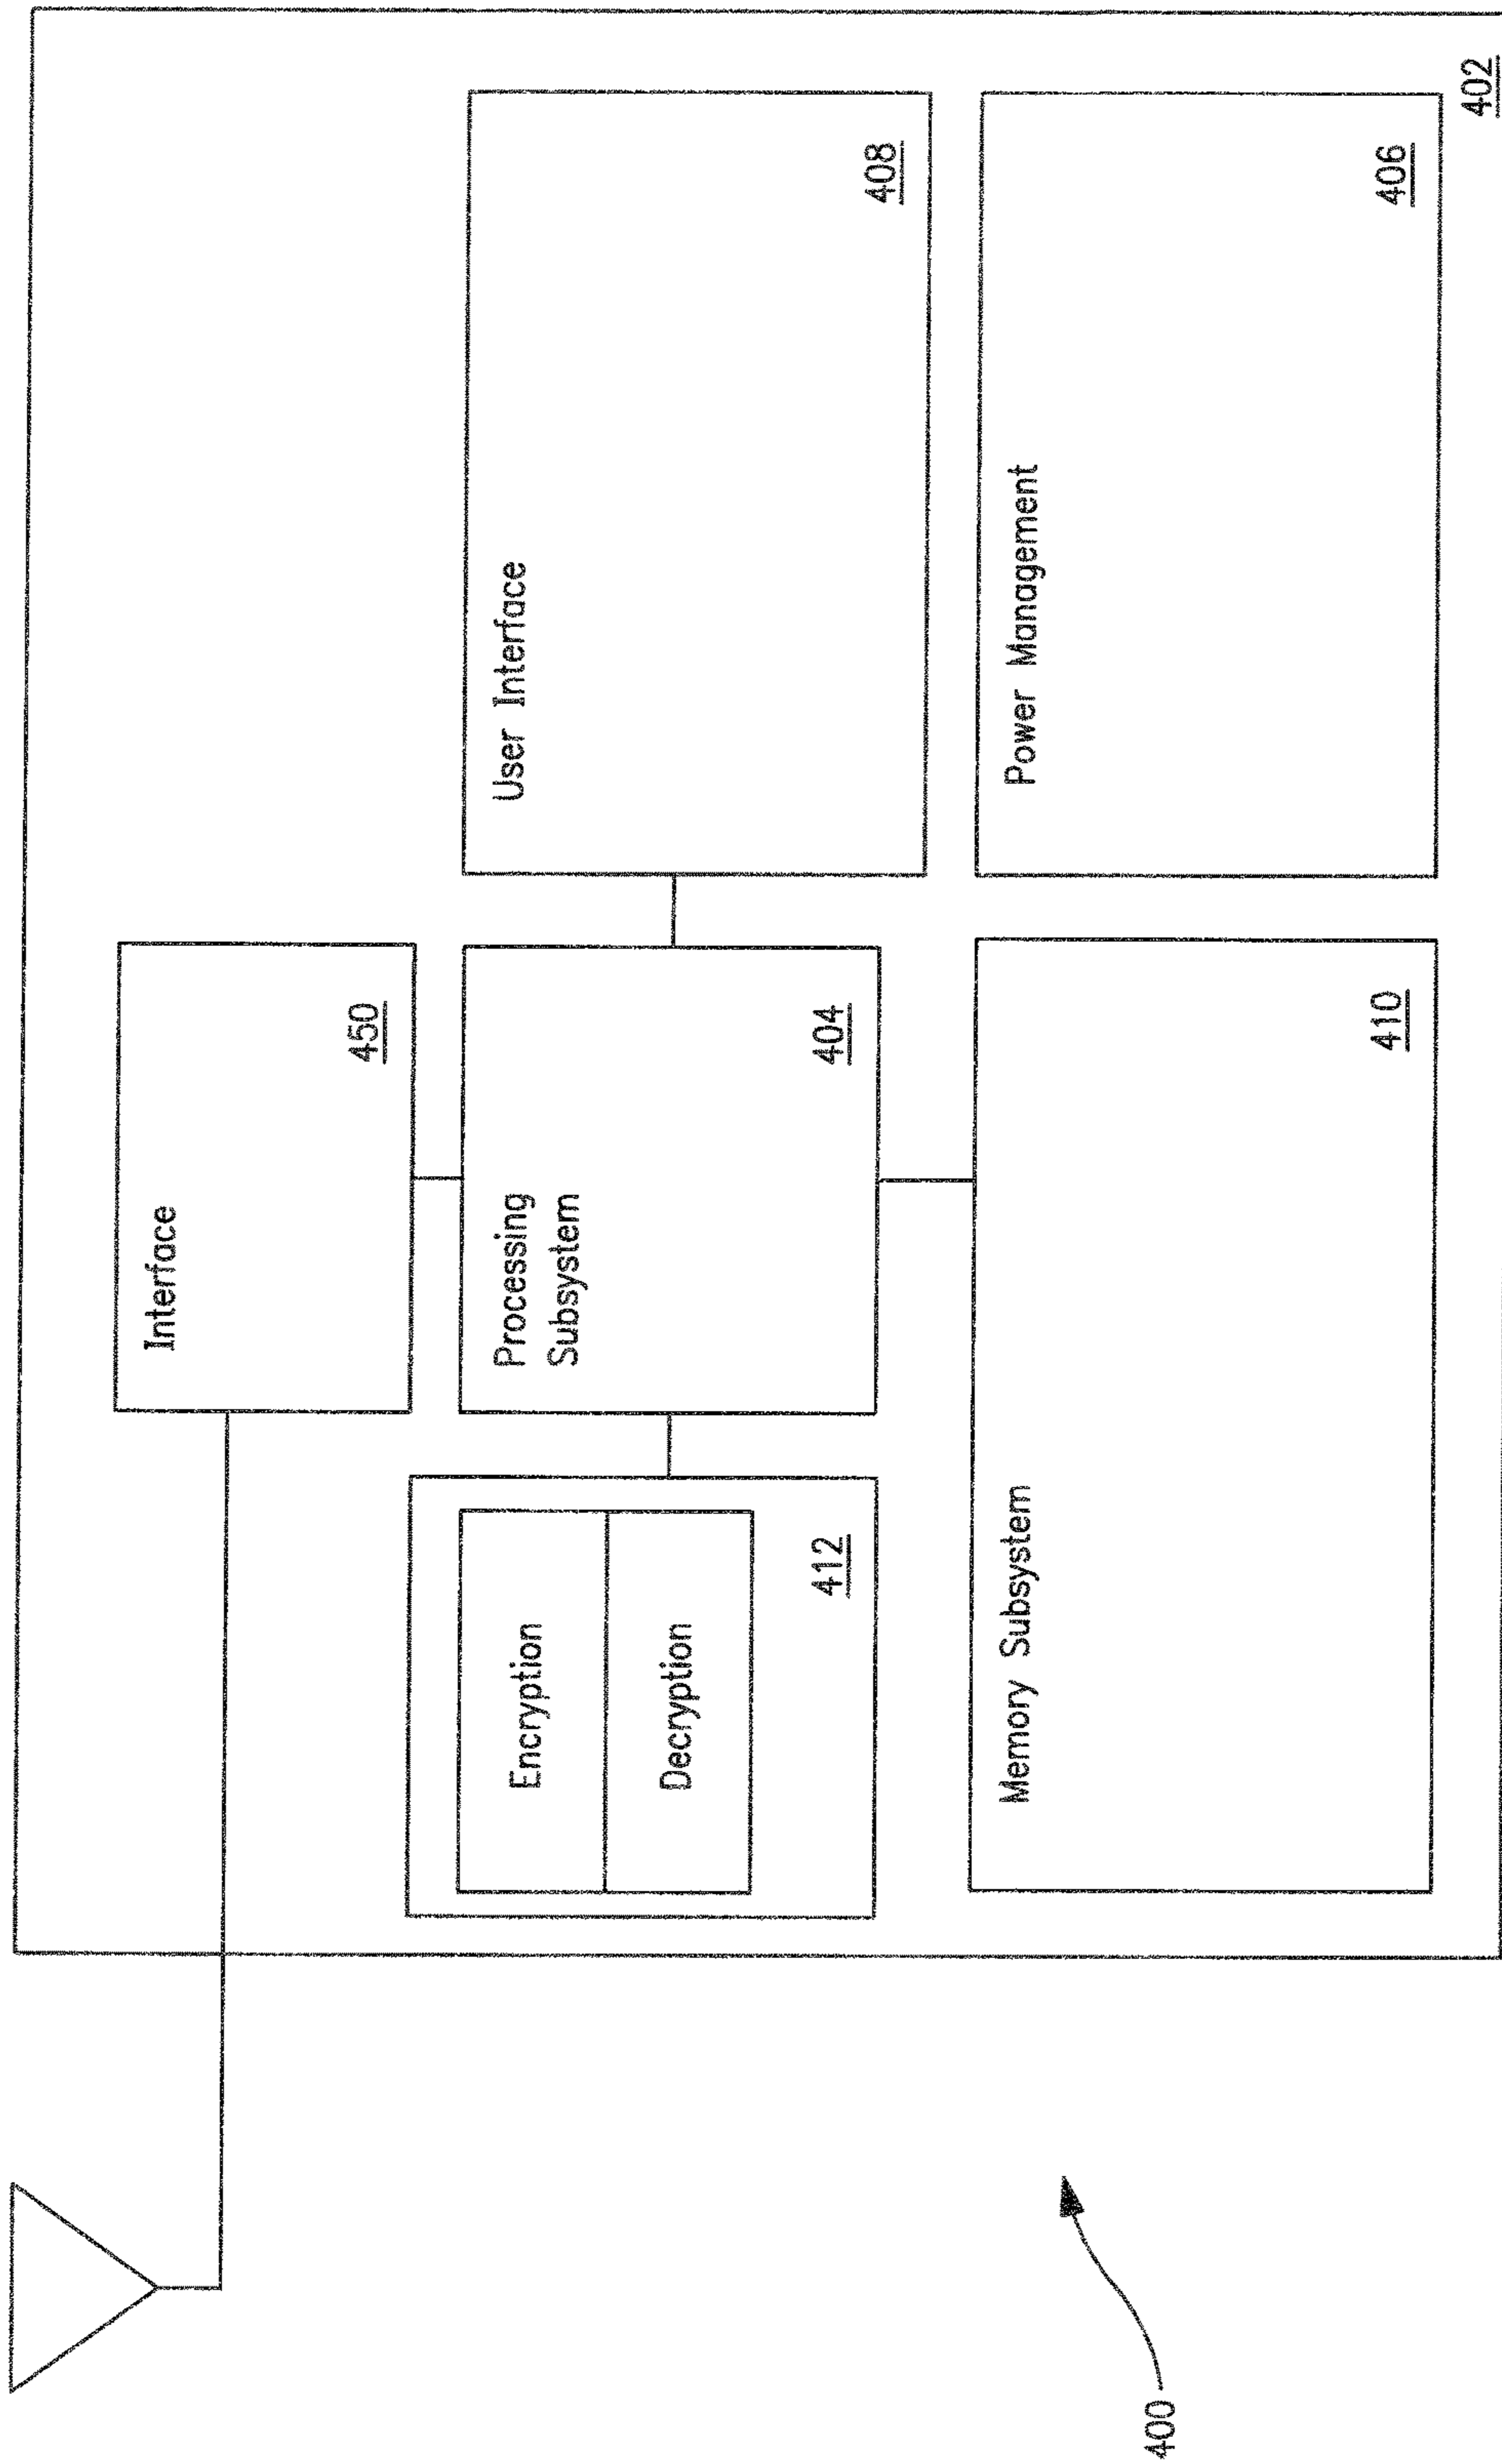 Interface
450
Encryption
Decryption
412
Processing
Subsystem
404
User Interface
408
Memory Subsystem
410
Power Management
406
402
400